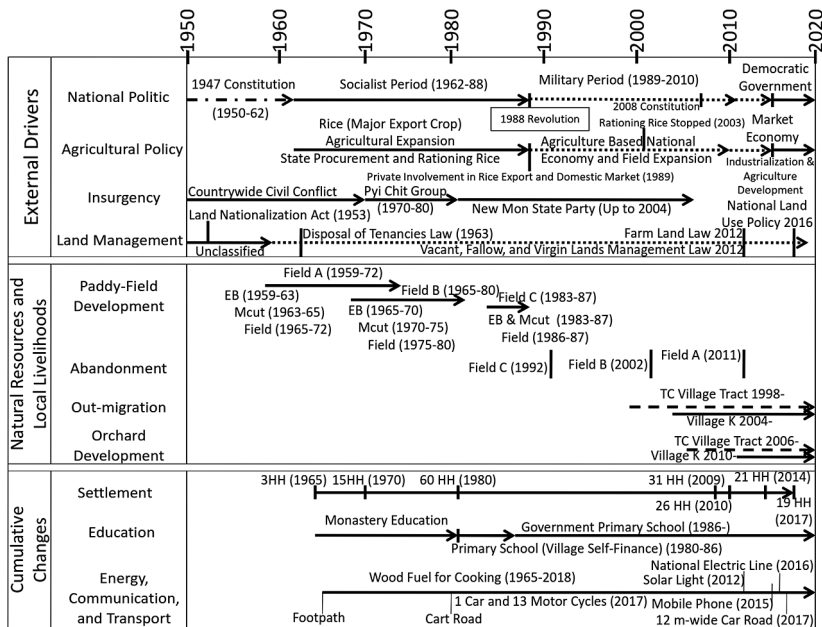 1950 1960 1970 1980 1990 2000 2010 2020
External Drivers
National Politic
1947 Constitution
(1950-62)
Socialist Period (1962-88)
1988 Revolution
Military Period (1989-2010)
2008 Constitution
Democratic
Government
Agricultural Policy
Rice (Major Export Crop)
Agricultural Expansion
State Procurement and Rationing Rice
Rationing Rice Stopped (2003)
Agriculture Based National
Economy and Field Expansion
Private Involvement in Rice Export and Domestic Market (1989)
Market
Economy
Industrialization &
Agriculture
Development
Insurgency
Countrywide Civil Conflict
Pyi Chit Group
(1970-80)
New Mon State Party (Up to 2004)
National Land
Use Policy 2016
Land Management
Land Nationalization Act (1953)
Unclassified
Disposal of Tenancies Law (1963)
Farm Land Law 2012
Vacant, Fallow, and Virgin Lands Management Law 2012
Natural Resources and
Local Livelihoods
Paddy-Field
Development
Field A (1959-72)
EB (1959-63)
Mcut (1963-65)
Field (1965-72)
Field B (1965-80)
EB (1965-70)
Mcut (1970-75)
Field (1975-80)
Field C (1983-87)
EB & Mcut (1983-87)
Field (1986-87)
Abandonment
Field C (1992)
Field B (2002)
Field A (2011)
Out-migration
TC Village Tract 1998-
Village K 2004-
Orchard
Development
TC Village Tract 2006-
Village K 2010-
Cumulative
Changes
Settlement
3HH (1965)
15HH (1970)
60 HH (1980)
31 HH (2009)
26 HH (2010)
21 HH (2014)
19 HH
(2017)
Education
Monastery Education
Primary School (Village Self-Finance) (1980-86)
Government Primary School (1986-)
Energy,
Communication,
and Transport
Wood Fuel for Cooking (1965-2018)
National Electric Line (2016)
Solar Light (2012)
Footpath
Cart Road
1 Car and 13 Motor Cycles (2017)
Mobile Phone (2015)
12 m-wide Car Road (2017)